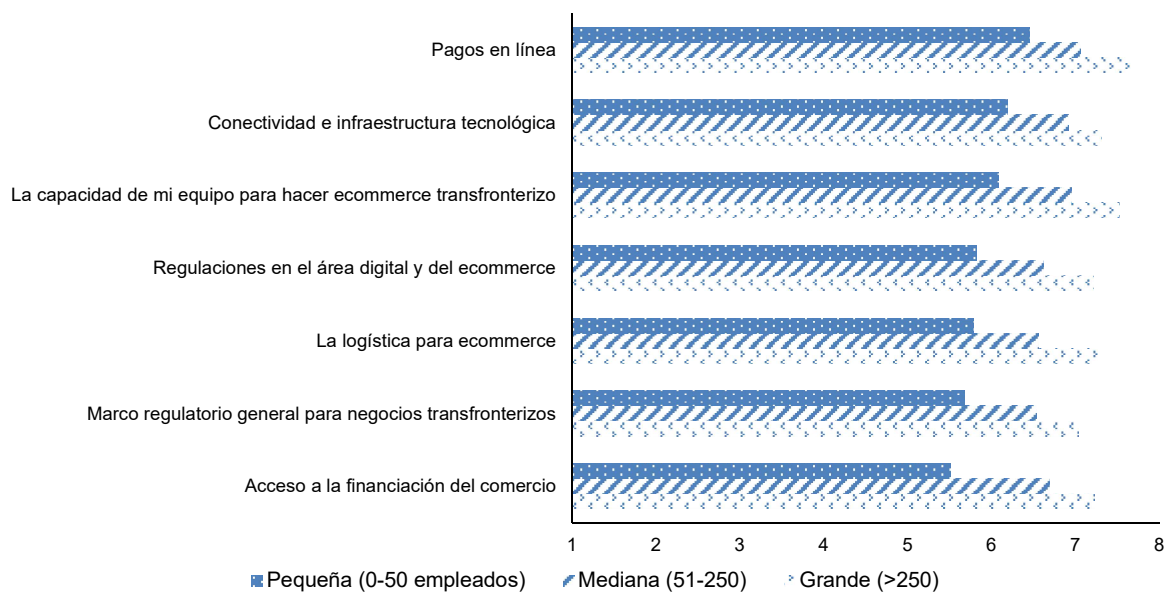 Pagos en línea
Conectividad e infraestructura tecnológica
La capacidad de mi equipo para hacer ecommerce transfronterizo
Regulaciones en el área digital y del ecommerce
La logística para ecommerce
Marco regulatorio general para negocios transfronterizos
Acceso a la financiación del comercio
1 2 3 4 5 6 7 8
Pequeña (0-50 empleados) Mediana (51-250) Grande (>250)